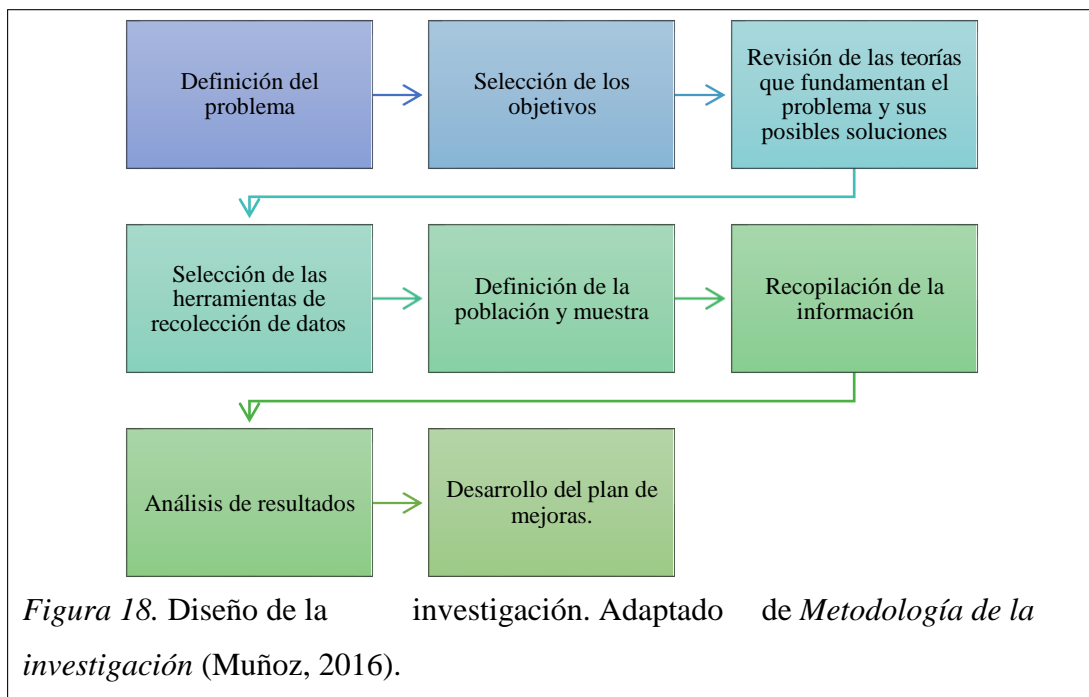 Definición del
problema
Selección de los
objetivos
Revisión de las teorías
que fundamentan el
problema y sus
posibles soluciones
Selección de las
herramientas de
recolección de datos
Definición de la
población y muestra
Recopilación de la
información
Análisis de resultados
Desarrollo del plan de
mejoras.
Figura 18. Diseño de la investigación. Adaptado de Metodología de la
investigación (Muñoz, 2016).